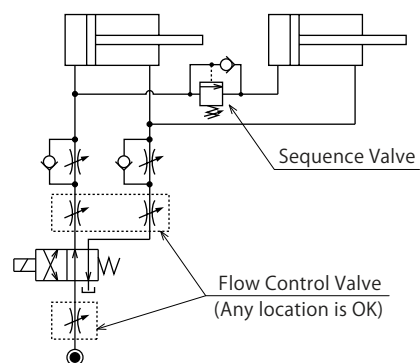 Sequence Valve
Flow Control Valve
(Any location is OK)